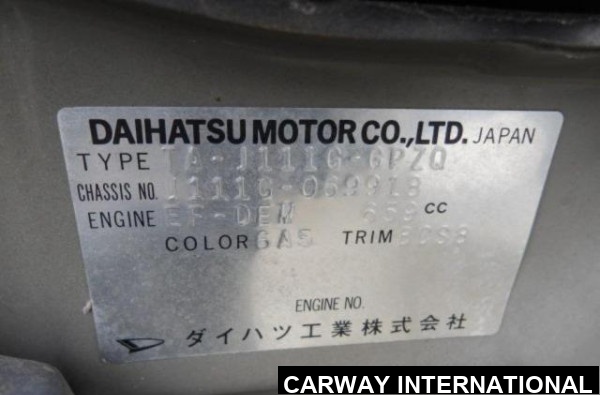 DAIHATSU MOTOR CO.,LTD. JAPAN
TYPE TA-J111G-GPZQ
CHASSIS NO. J111G-
ENGINE EF-DEM 659 CC
COLOR 6A5 TRIM
ENGINE NO.
ダイハツ工業株式会社
CARWAY INTERNATIONAL